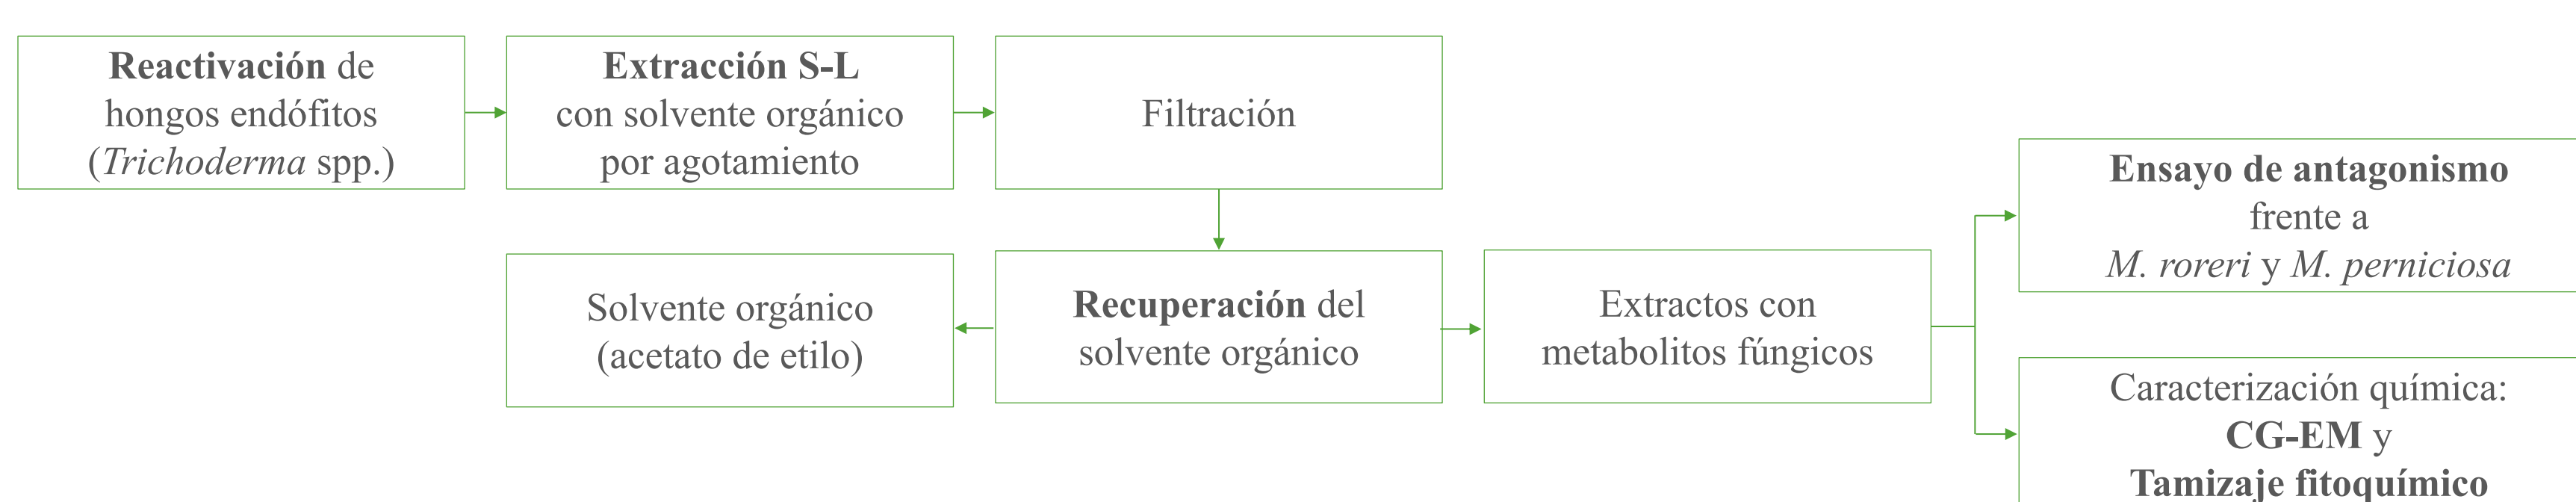 Reactivación de
hongos endófitos
(Trichoderma spp.)
Extracción S-L
con solvente orgánico
por agotamiento
Filtración
Ensayo de antagonismo
frente a
M. roreri y M. perniciosa
Solvente orgánico
(acetato de etilo)
Recuperación del
solvente orgánico
Extractos con
metabolitos fúngicos
Caracterización química:
CG-EM y
Tamizaje fitoquímico